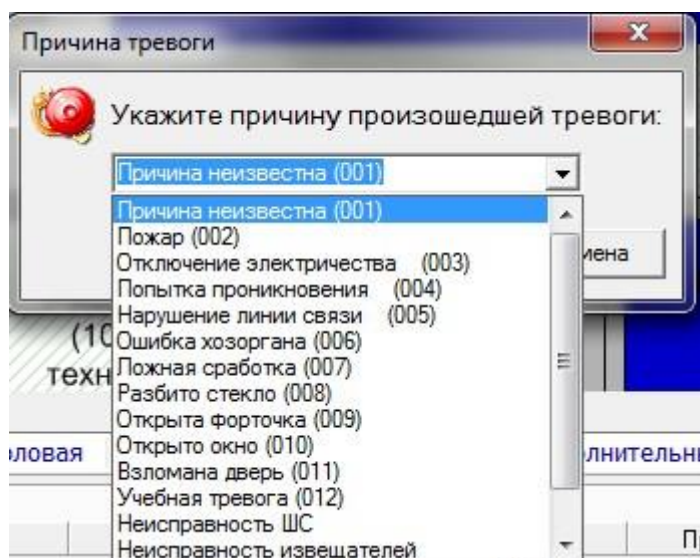 Причина тревоги
Укажите причину произошедшей тревоги:
Причина неизвестна (001)
Причина неизвестна (001)
Пожар (002)
Отключение электричества (003)
Попытка проникновения (004)
Нарушение линии связи (005)
Ошибка хозоргана (006)
Ложная сработка (007)
Разбито стекло (008)
Открыта форточка (009)
Открыто окно (010)
Взломана дверь (011)
Учебная тревога (012)
Неисправность ШС
Неисправность извещателей